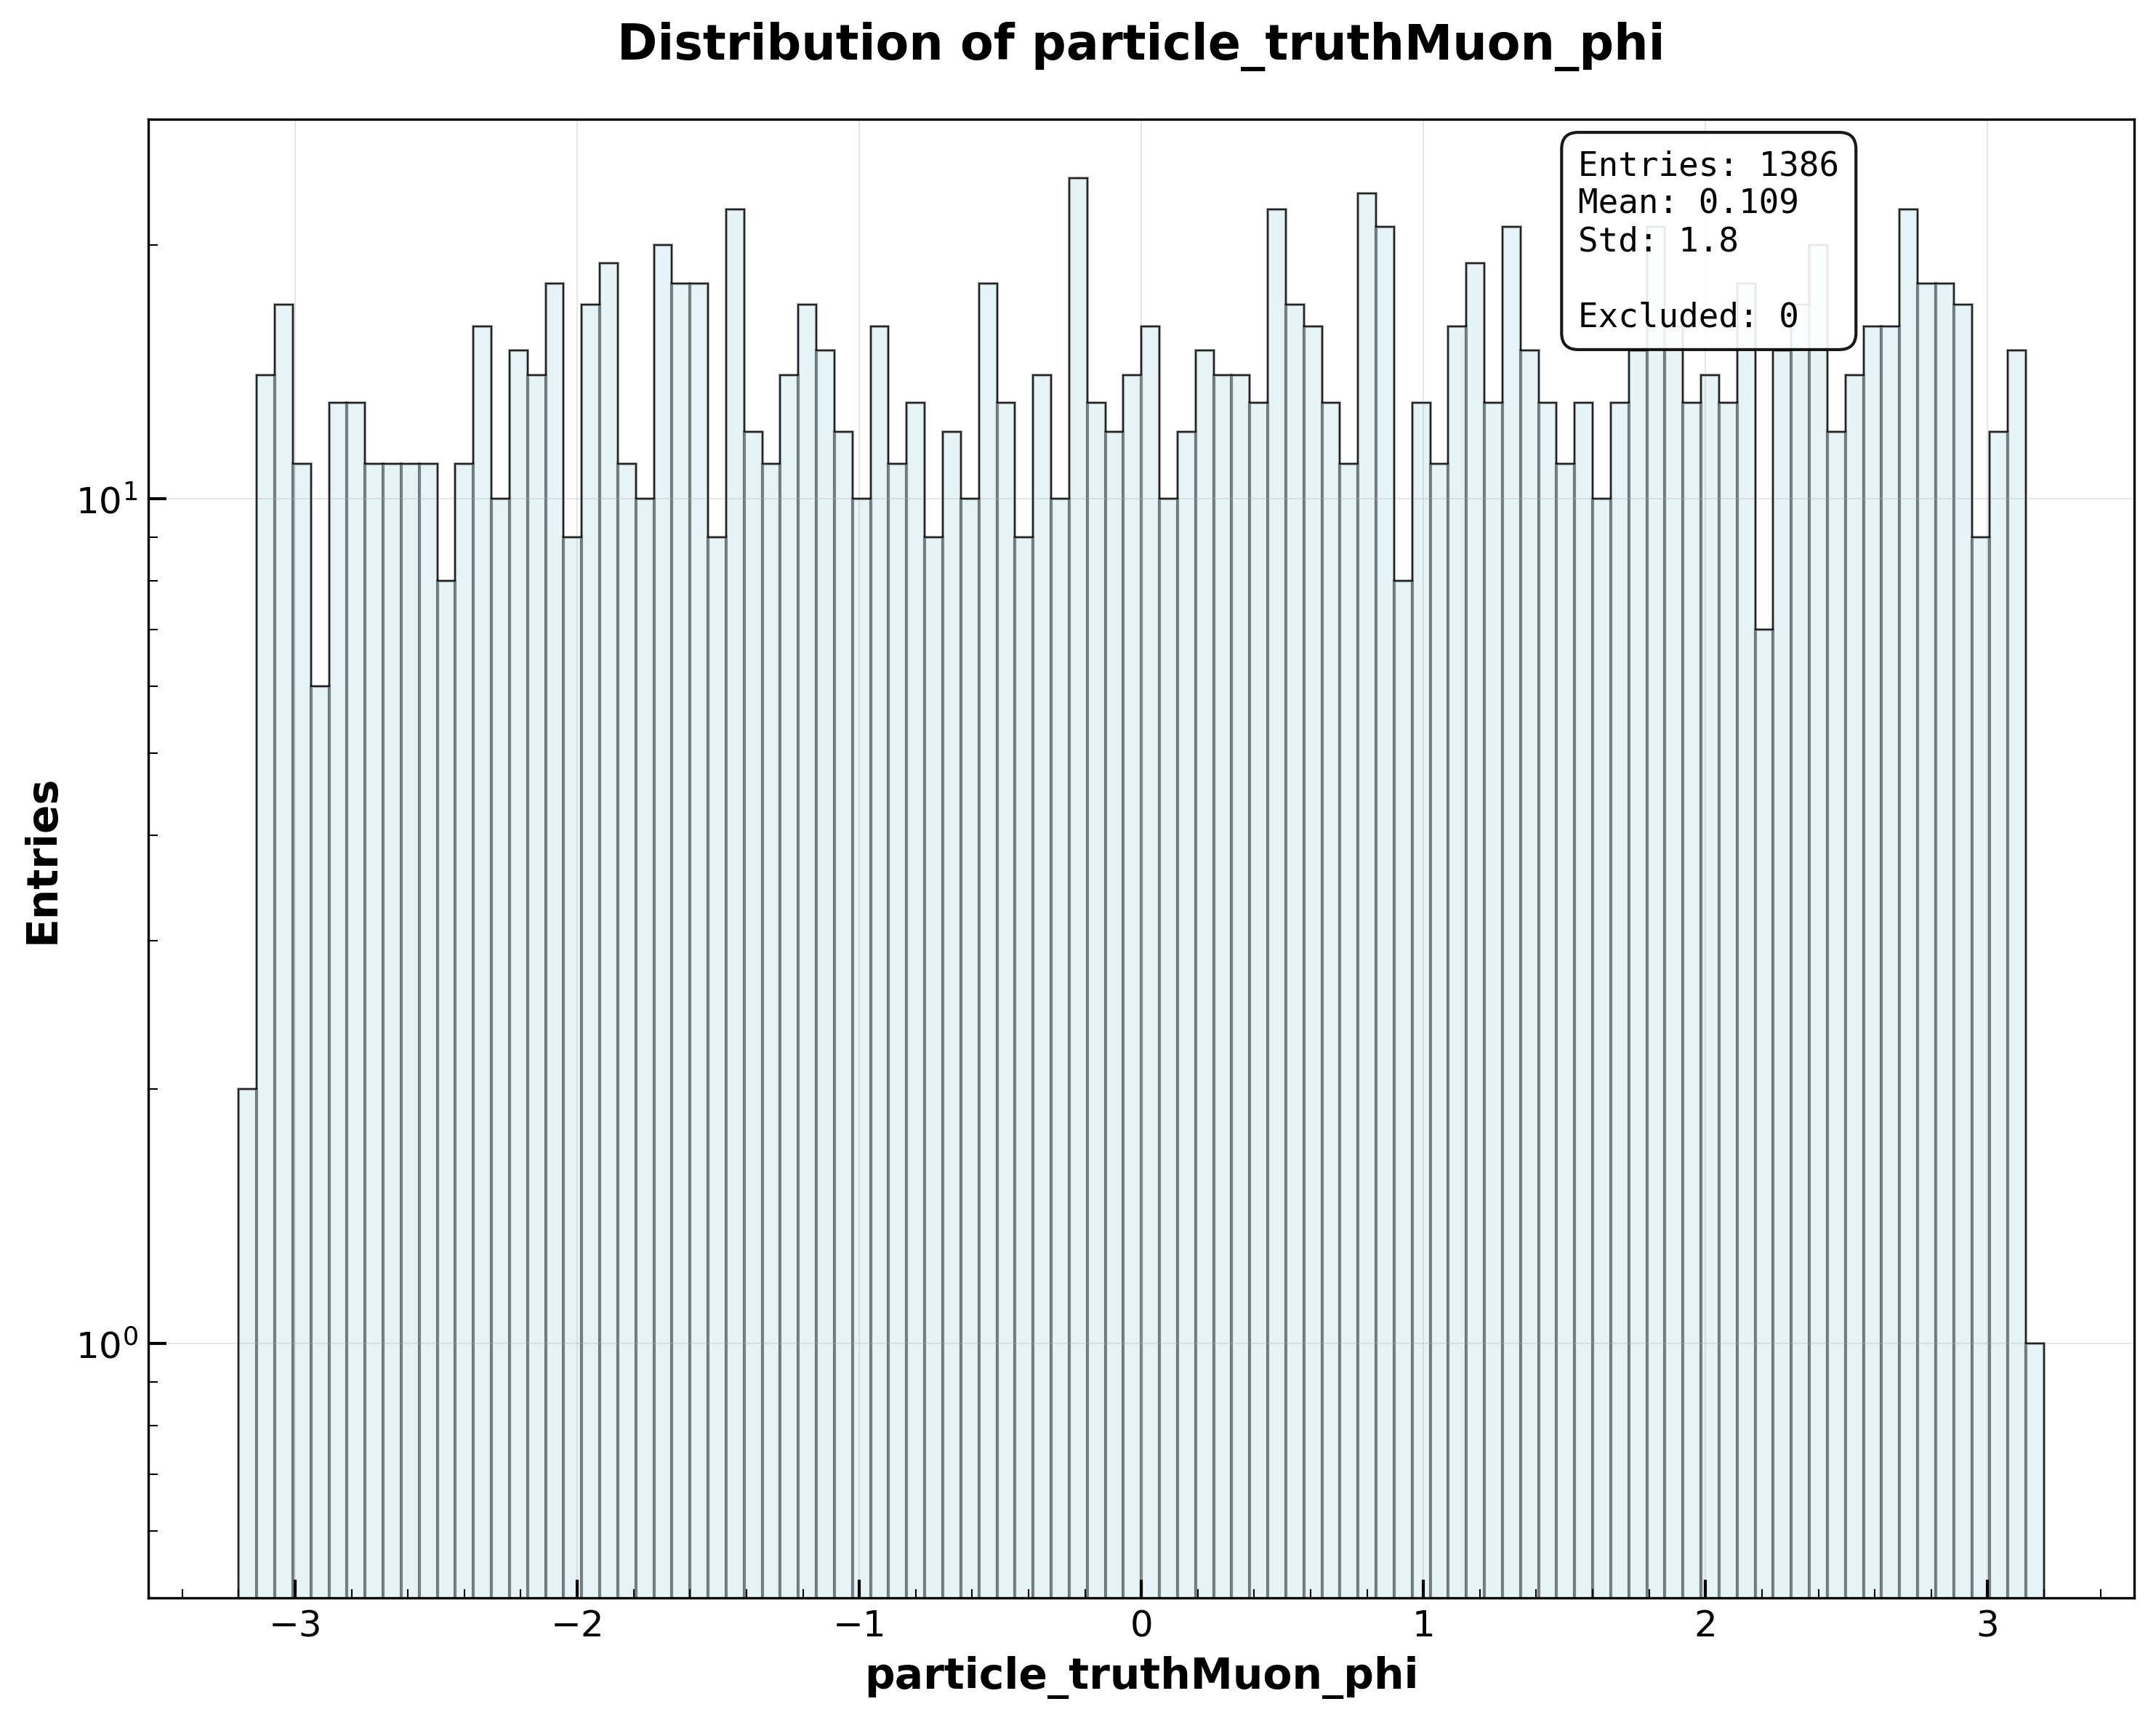 Distribution of particle_truthMuon_phi
Entries: 1386
Mean: 0.109
Std: 1.8
Excluded: 0
10¹
10⁰
Entries
−3 −2 −1 0 1 2 3
particle_truthMuon_phi